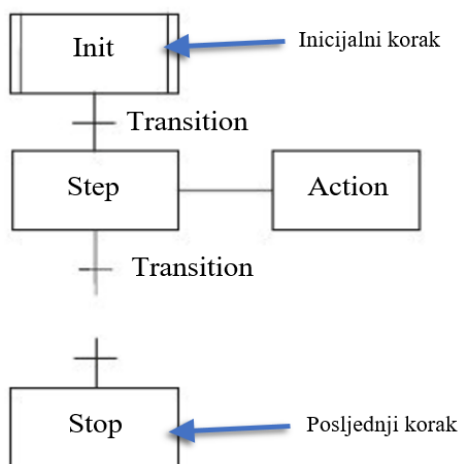 Init
Inicijalni korak
Transition
Step
Action
Transition
Stop
Posljednji korak